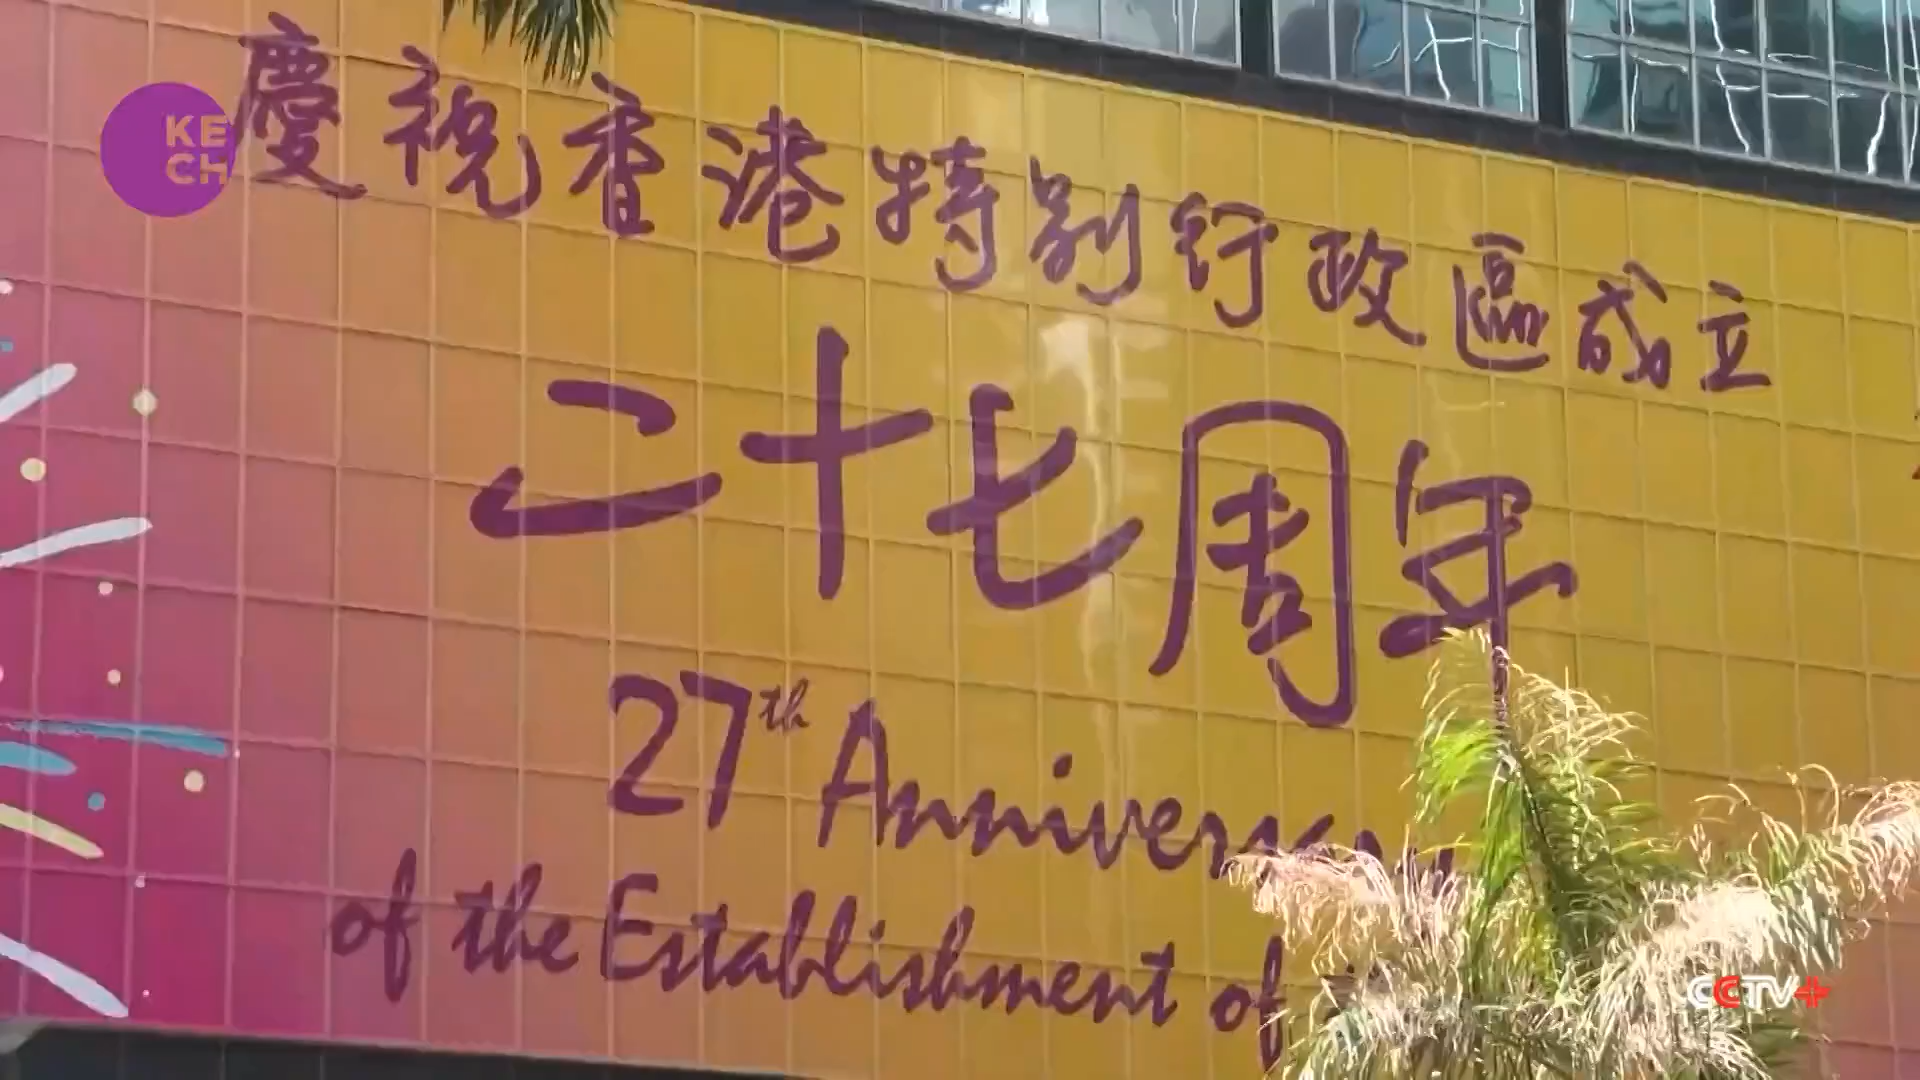 KE
CH
慶祝香港特別行政區成立
二十七周年
27th Anniversary
of the Establishment of
CCTV+